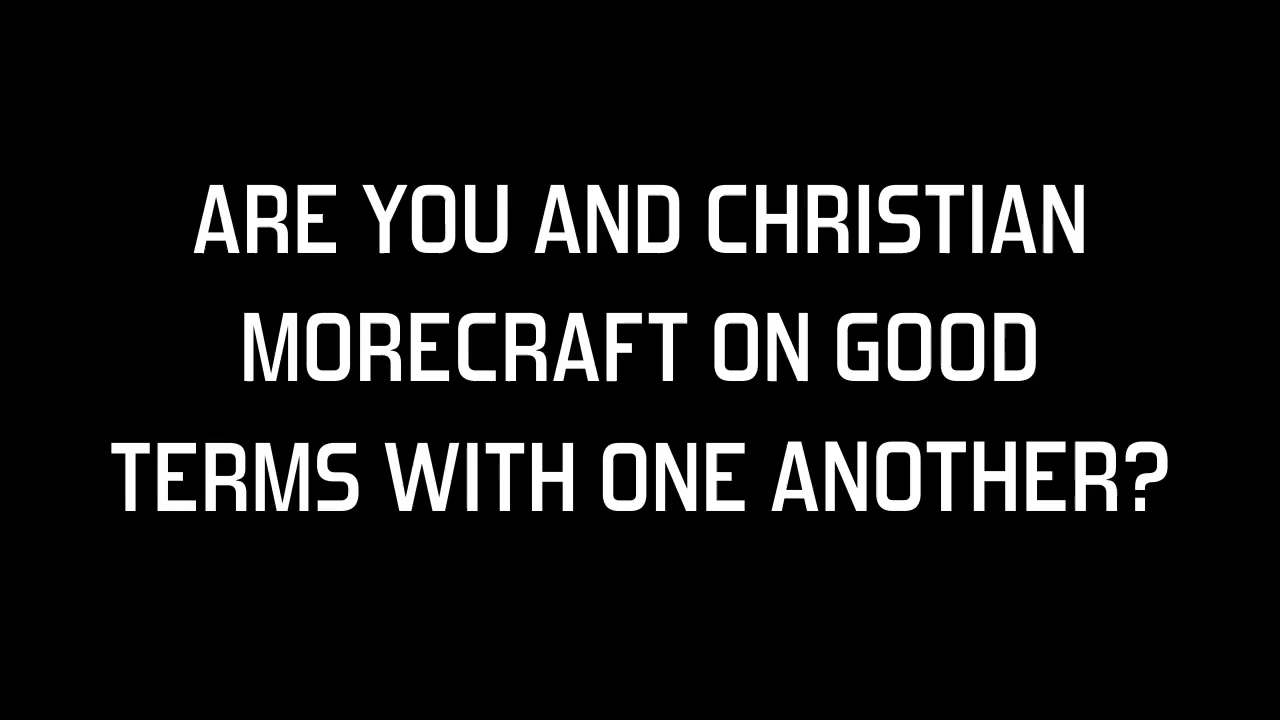 ARE YOU AND CHRISTIAN
MORECRAFT ON GOOD
TERMS WITH ONE ANOTHER?